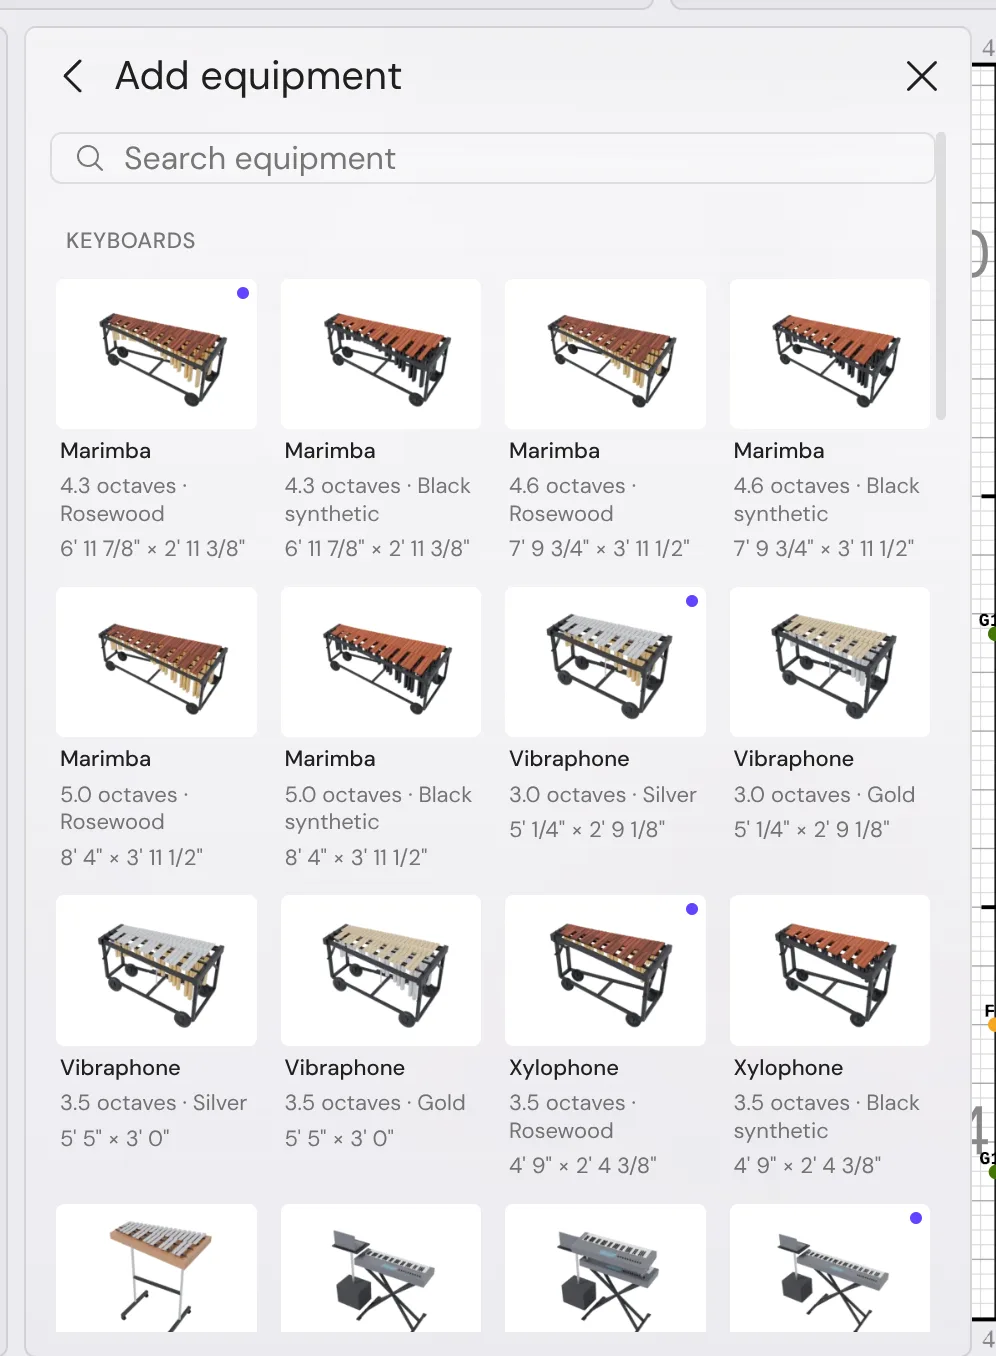 Add equipment
Search equipment
KEYBOARDS
Marimba
4.3 octaves ·
Rosewood
6' 11 7/8" × 2' 11 3/8"
Marimba
4.3 octaves · Black
synthetic
6' 11 7/8" × 2' 11 3/8"
Marimba
4.6 octaves ·
Rosewood
7' 9 3/4" × 3' 11 1/2"
Marimba
4.6 octaves · Black
synthetic
7' 9 3/4" × 3' 11 1/2"
Marimba
5.0 octaves ·
Rosewood
8' 4" × 3' 11 1/2"
Marimba
5.0 octaves · Black
synthetic
8' 4" × 3' 11 1/2"
Vibraphone
3.0 octaves · Silver
5' 1/4" × 2' 9 1/8"
Vibraphone
3.0 octaves · Gold
5' 1/4" × 2' 9 1/8"
Vibraphone
3.5 octaves · Silver
5' 5" × 3' 0"
Vibraphone
3.5 octaves · Gold
5' 5" × 3' 0"
Xylophone
3.5 octaves ·
Rosewood
4' 9" × 2' 4 3/8"
Xylophone
3.5 octaves · Black
synthetic
4' 9" × 2' 4 3/8"